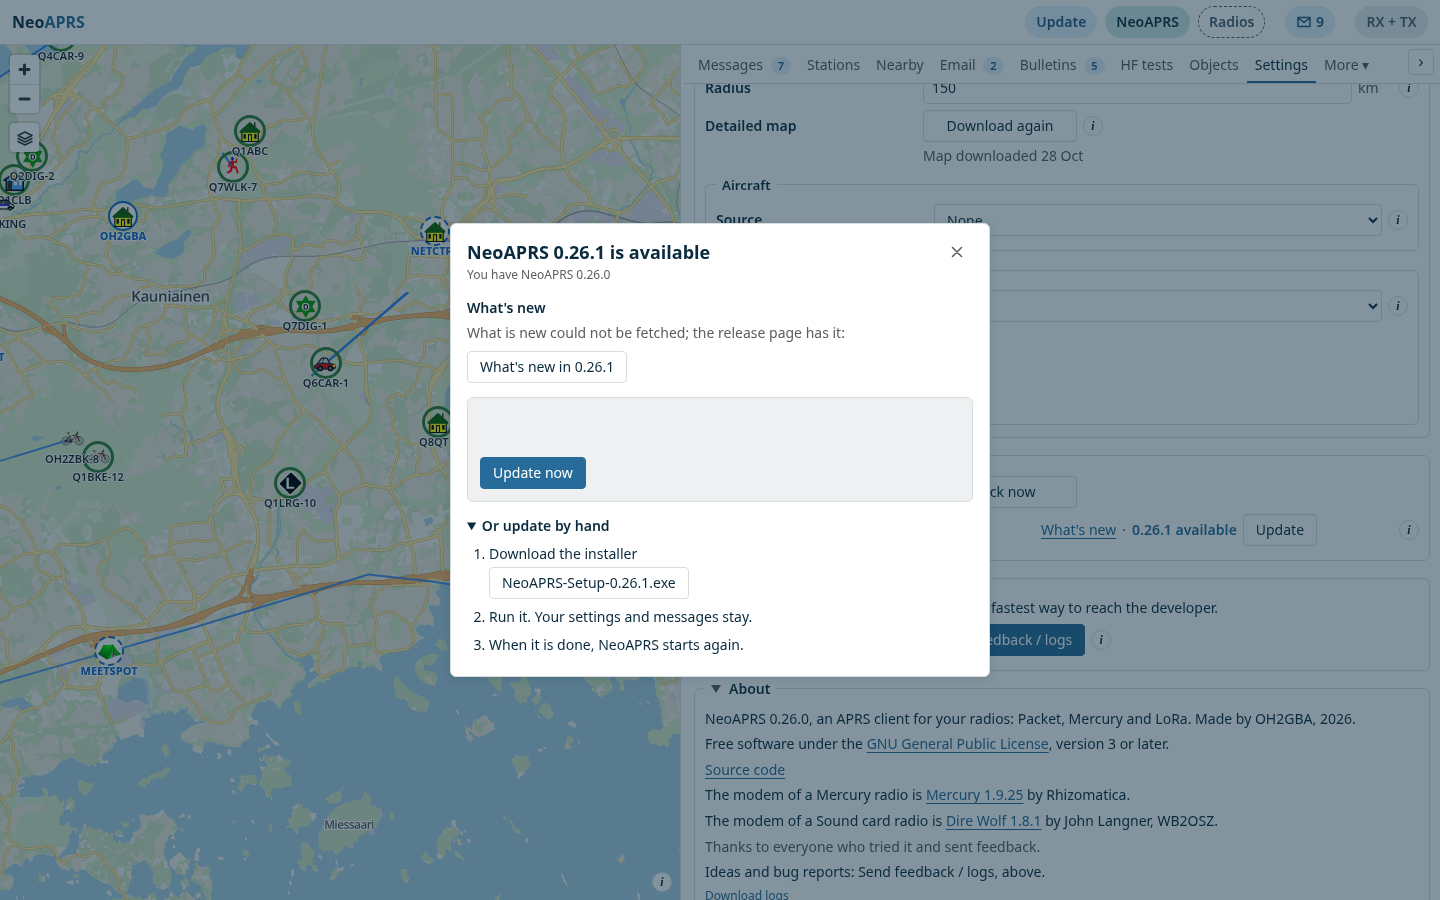 NeoAPRS
Update
NeoAPRS
Radios
9
RX + TX
Messages 7
Stations
Nearby
Email 2
Bulletins 5
HF tests
Objects
Settings
More ▾
›
Q4CAR-9
+
−
Q1ABC
Q2DIG-2
Q7WLK-7
KING
OH2GBA
Kauniainen
Q7DIG-1
Q6CAR-1
OH2ZBK-8
Q1BKE-12
Q1LRG-10
MEETSPOT
Miessaari
i
Radius
150
km
i
Detailed map
Download again
i
Map downloaded 28 Oct
Aircraft
Source
None
i
i
NeoAPRS 0.26.1 is available
You have NeoAPRS 0.26.0
What's new
What is new could not be fetched; the release page has it:
What's new in 0.26.1
Update now
▼ Or update by hand
1. Download the installer
NeoAPRS-Setup-0.26.1.exe
2. Run it. Your settings and messages stay.
3. When it is done, NeoAPRS starts again.
now
What's new · 0.26.1 available
Update
i
fastest way to reach the developer.
/ logs
i
▼ About
NeoAPRS 0.26.0, an APRS client for your radios: Packet, Mercury and LoRa. Made by OH2GBA, 2026.
Free software under the GNU General Public License, version 3 or later.
Source code
The modem of a Mercury radio is Mercury 1.9.25 by Rhizomatica.
The modem of a Sound card radio is Dire Wolf 1.8.1 by John Langner, WB2OSZ.
Thanks to everyone who tried it and sent feedback.
Ideas and bug reports: Send feedback / logs, above.
Download logs